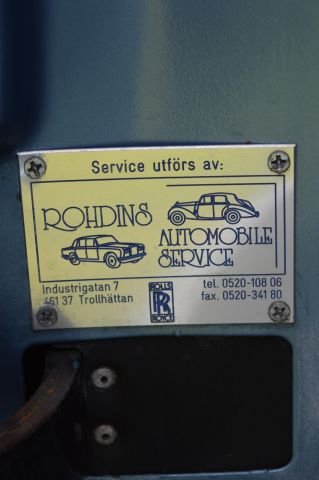 Service utförs av:
ROHDINS
AUTOMOBILE
SERVICE
Industrigatan 7
461 37 Trollhättan
ROLLS
RR
ROYCE
tel. 0520-108 06
fax. 0520-341 80